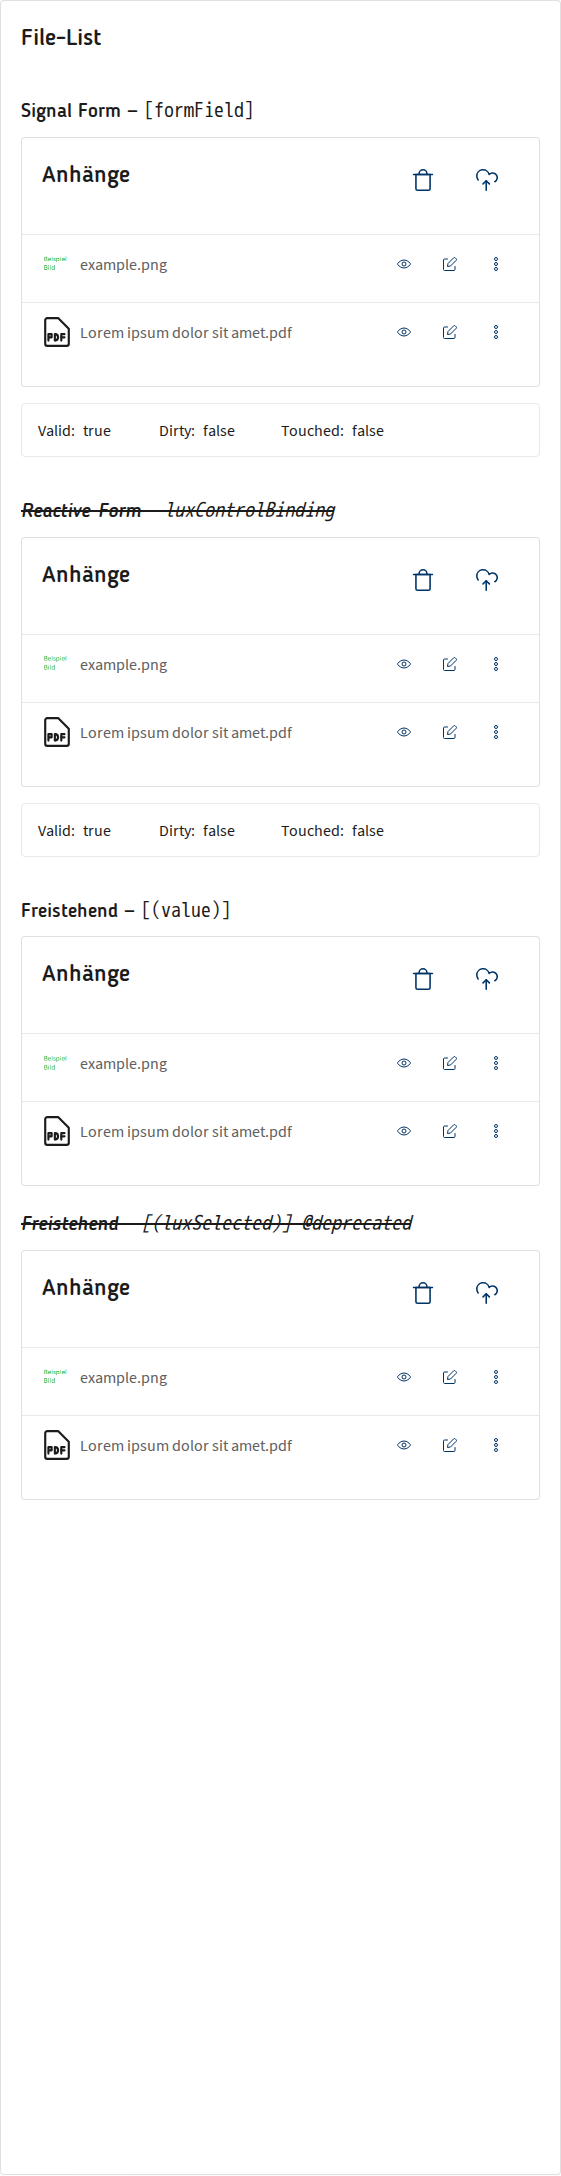 File-List
Signal Form – [formField]
Anhänge
Beispiel
Bild
example.png
PDF
Lorem ipsum dolor sit amet.pdf
Valid: true Dirty: false Touched: false
Reactive Form – luxControlBinding
Anhänge
Beispiel
Bild
example.png
PDF
Lorem ipsum dolor sit amet.pdf
Valid: true Dirty: false Touched: false
Freistehend – [(value)]
Anhänge
Beispiel
Bild
example.png
PDF
Lorem ipsum dolor sit amet.pdf
Freistehend – [(luxSelected)] @deprecated
Anhänge
Beispiel
Bild
example.png
PDF
Lorem ipsum dolor sit amet.pdf